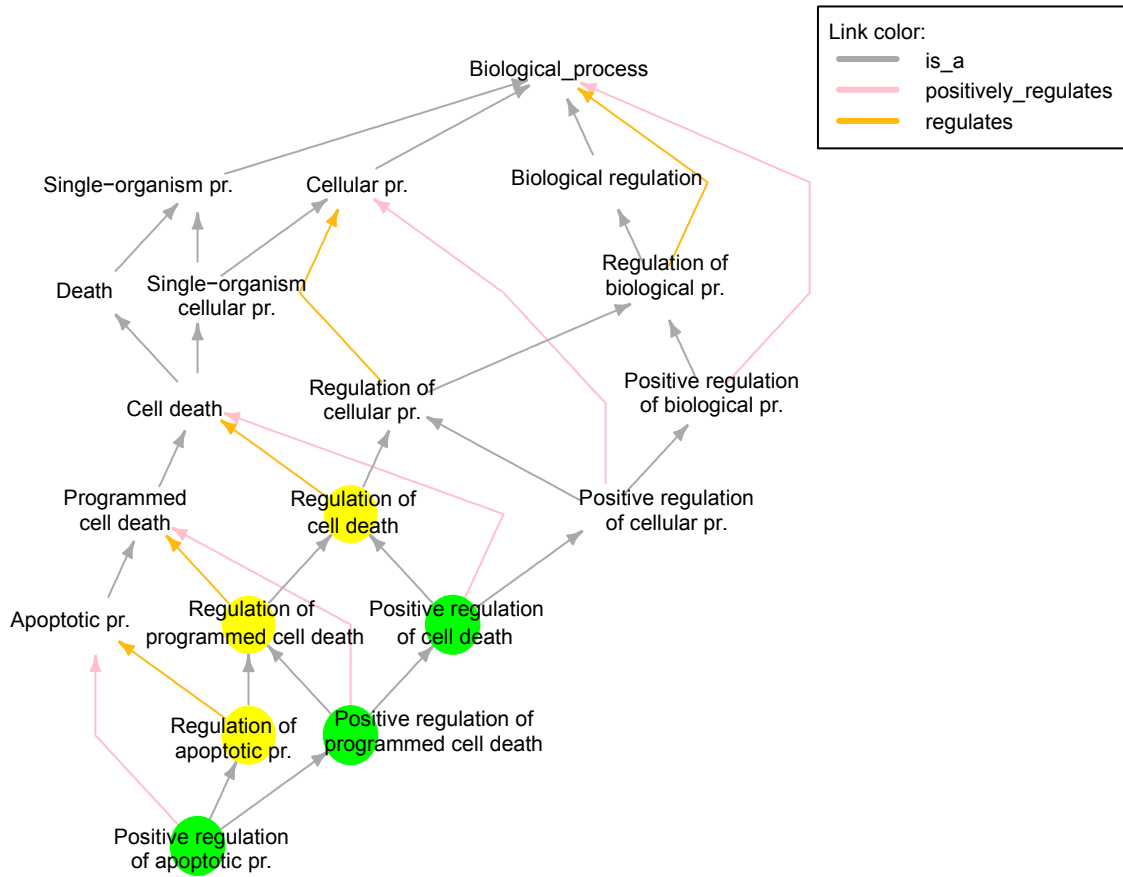 Link color:
is_a
positively_regulates
regulates
Biological_process
Single−organism pr.
Cellular pr.
Biological regulation
Death
Single−organism
cellular pr.
Regulation of
biological pr.
Cell death
Regulation of
cellular pr.
Positive regulation
of biological pr.
Programmed
cell death
Regulation of
cell death
Positive regulation
of cellular pr.
Apoptotic pr.
Regulation of
programmed cell death
Positive regulation
of cell death
Regulation of
apoptotic pr.
Positive regulation of
programmed cell death
Positive regulation
of apoptotic pr.